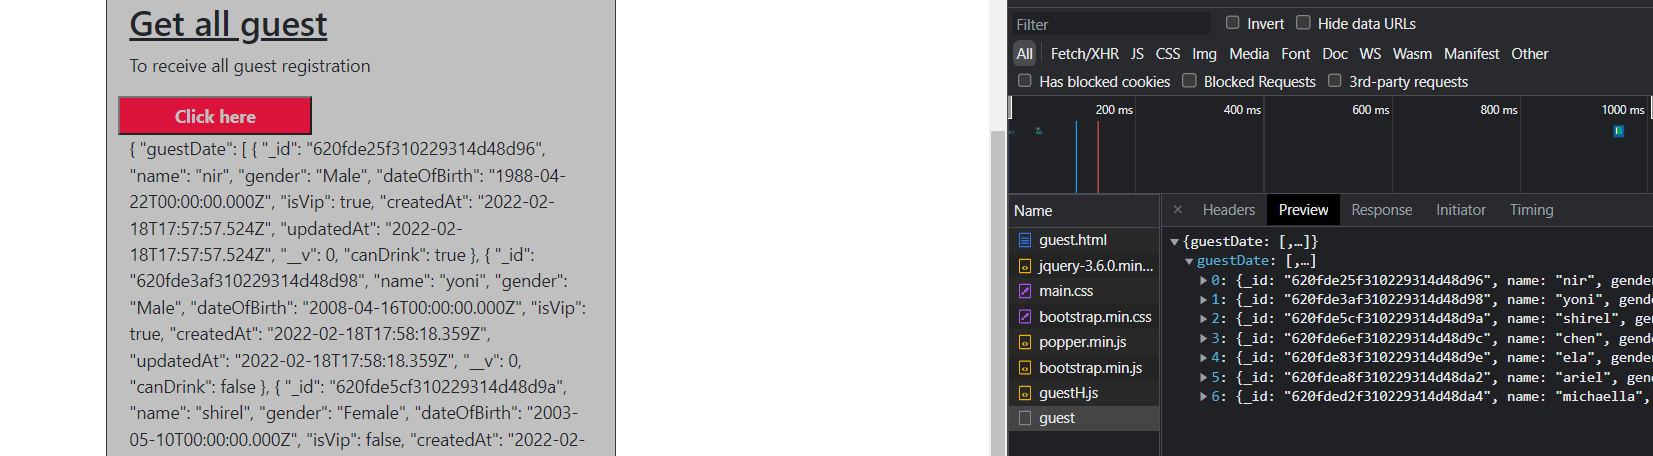 Get all guest
To receive all guest registration
Click here
{ "guestDate": [ { "_id": "620fde25f310229314d48d96",
"name": "nir", "gender": "Male", "dateOfBirth": "1988-04-
22T00:00:00.000Z", "isVip": true, "createdAt": "2022-02-
18T17:57:57.524Z", "updatedAt": "2022-02-
18T17:57:57.524Z", "__v": 0, "canDrink": true }, { "_id":
"620fde3af310229314d48d98", "name": "yoni", "gender":
"Male", "dateOfBirth": "2008-04-16T00:00:00.000Z", "isVip":
true, "createdAt": "2022-02-18T17:58:18.359Z",
"updatedAt": "2022-02-18T17:58:18.359Z", "__v": 0,
"canDrink": false }, { "_id": "620fde5cf310229314d48d9a",
"name": "shirel", "gender": "Female", "dateOfBirth": "2003-
05-10T00:00:00.000Z", "isVip": false, "createdAt": "2022-02-
Filter
Invert
Hide data URLs
All Fetch/XHR JS CSS Img Media Font Doc WS Wasm Manifest Other
Has blocked cookies Blocked Requests 3rd-party requests
200 ms 400 ms 600 ms 800 ms 1000 ms
Name
guest.html
jquery-3.6.0.min...
main.css
bootstrap.min.css
popper.min.js
bootstrap.min.js
guestH.js
guest
× Headers Preview Response Initiator Timing
{guestDate: [,…]}
guestDate: [,…]
0: {_id: "620fde25f310229314d48d96", name: "nir", gender
1: {_id: "620fde3af310229314d48d98", name: "yoni", gende
2: {_id: "620fde5cf310229314d48d9a", name: "shirel", ge
3: {_id: "620fde6ef310229314d48d9c", name: "chen", gende
4: {_id: "620fde83f310229314d48d9e", name: "ela", gender
5: {_id: "620fdea8f310229314d48da2", name: "ariel", gend
6: {_id: "620fded2f310229314d48da4", name: "michaella",